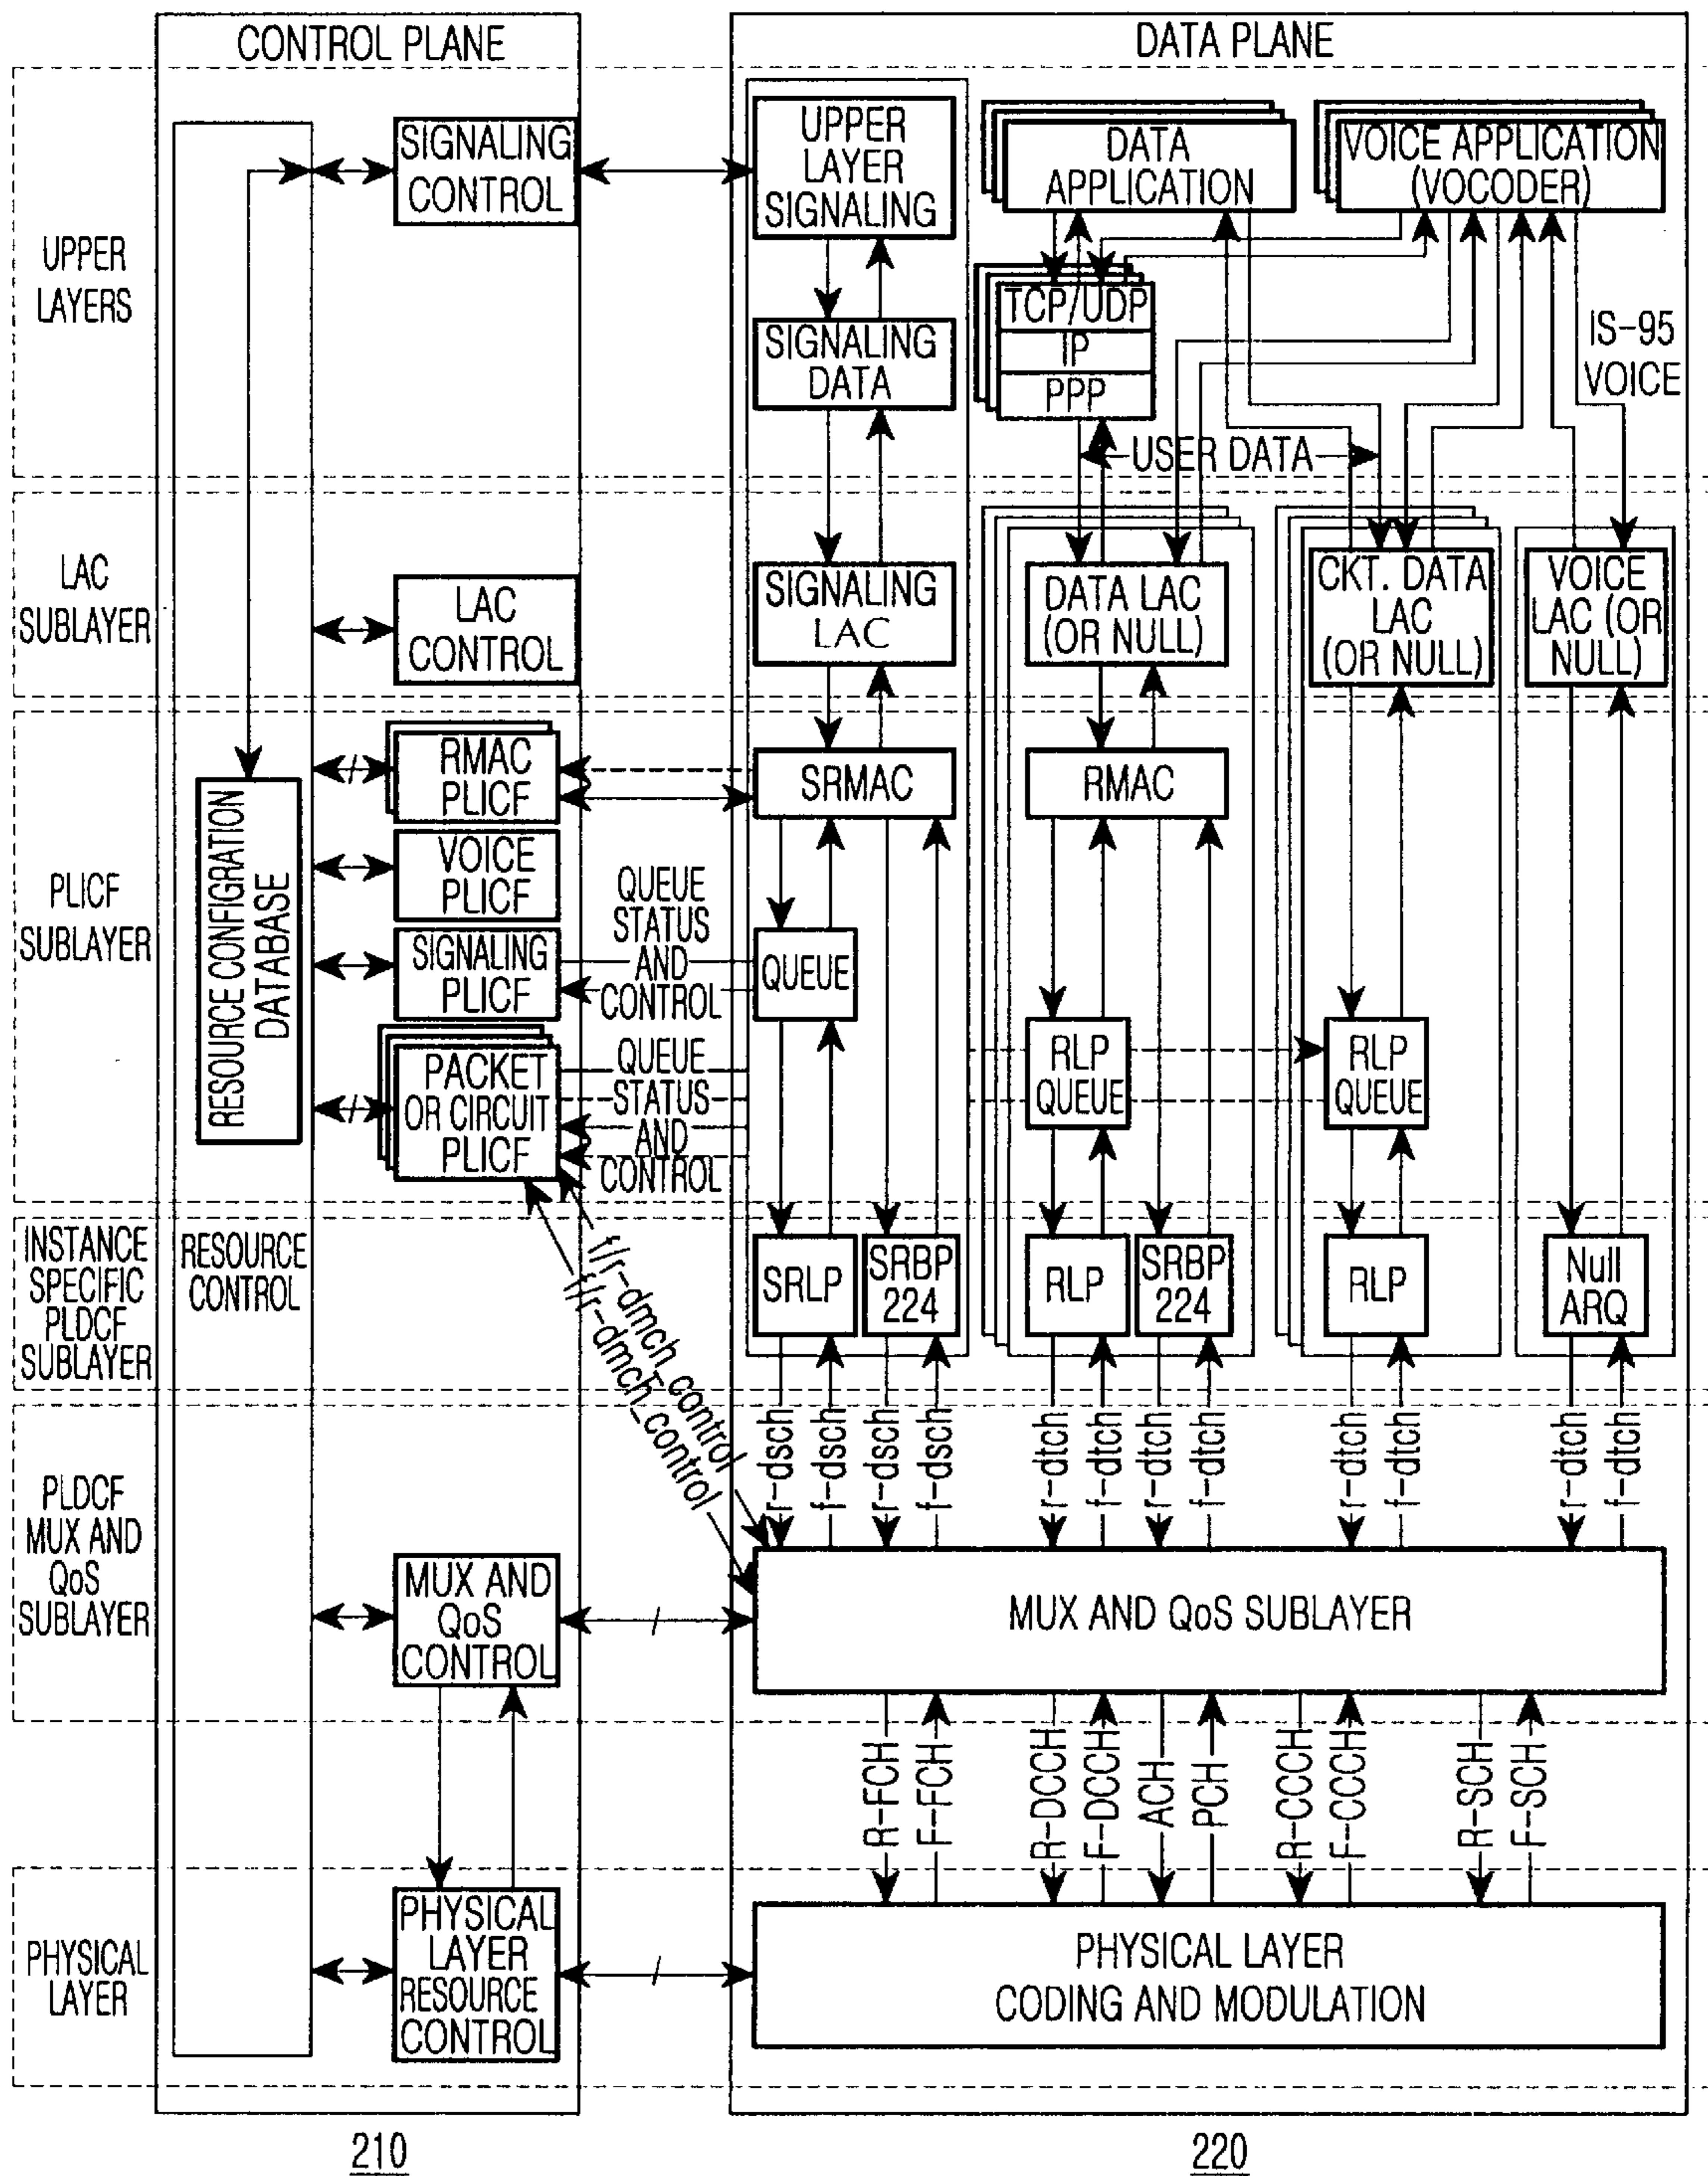 CONTROL PLANE
DATA PLANE
UPPER
LAYERS
SIGNALING
CONTROL
UPPER
LAYER
SIGNALING
DATA
APPLICATION
VOICE APPLICATION
(VOCODER)
SIGNALING
DATA
TCP/UDP
IP
PPP
IS-95
VOICE
USER DATA
LAC
SUBLAYER
LAC
CONTROL
SIGNALING
LAC
DATA LAC
(OR NULL)
CKT. DATA
LAC
(OR NULL)
VOICE
LAC (OR
NULL)
PLICF
SUBLAYER
RESOURCE CONFIGRATION
DATABASE
RMAC
PLICF
VOICE
PLICF
SIGNALING
PLICF
PACKET
OR CIRCUIT
PLICF
QUEUE
STATUS
AND
CONTROL
QUEUE
STATUS
AND
CONTROL
SRMAC
RMAC
QUEUE
RLP
QUEUE
RLP
QUEUE
INSTANCE
SPECIFIC
PLDCF
SUBLAYER
RESOURCE
CONTROL
f/r-dmch_control
f/r-dmch_control
SRLP
SRBP
224
RLP
SRBP
224
RLP
Null
ARQ
r-dsch
f-dsch
r-dsch
f-dsch
r-dtch
f-dtch
r-dtch
f-dtch
r-dtch
f-dtch
r-dtch
f-dtch
PLDCF
MUX AND
QoS
SUBLAYER
MUX AND
QoS
CONTROL
MUX AND QoS SUBLAYER
R-FCH
F-FCH
R-DCCH
F-DCCH
ACH
PCH
R-CCCH
F-CCCH
R-SCH
F-SCH
PHYSICAL
LAYER
PHYSICAL
LAYER
RESOURCE
CONTROL
PHYSICAL LAYER
CODING AND MODULATION
210
220